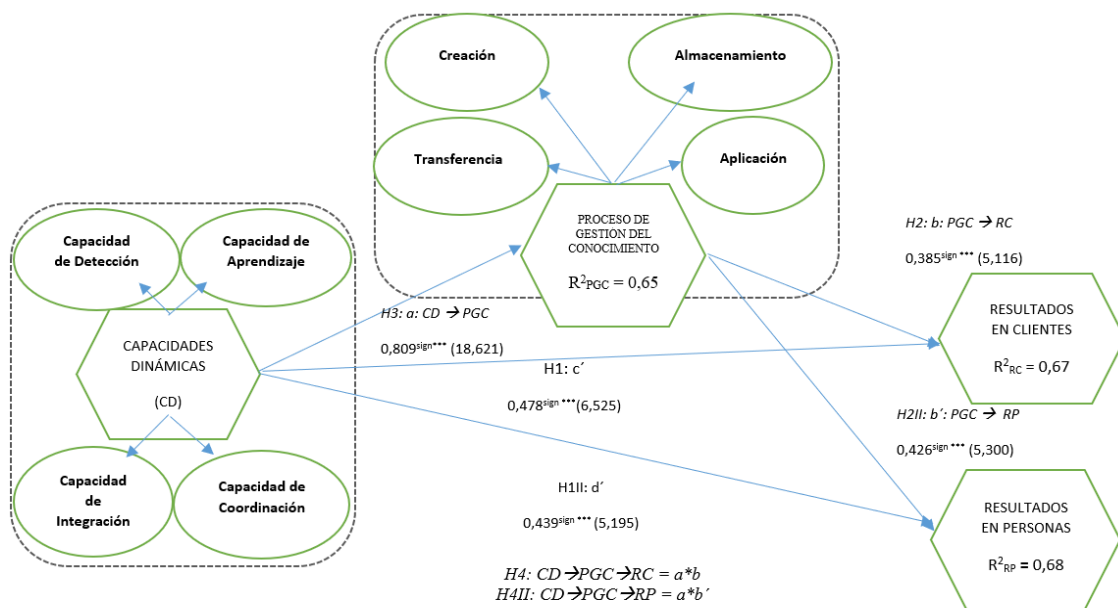 Creación
Almacenamiento
Transferencia
Aplicación
PROCESO DE
GESTION DEL
CONOCIMIENTO
R²PGC = 0,65
Capacidad
de Detección
Capacidad de
Aprendizaje
CAPACIDADES
DINÁMICAS
(CD)
Capacidad
de
Integración
Capacidad de
Coordinación
H3: a: CD → PGC
0,809sign*** (18,621)
H1: c´
0,478sign ***(6,525)
H2: b: PGC → RC
0,385sign *** (5,116)
RESULTADOS
EN CLIENTES
R²RC = 0,67
H2II: b´: PGC → RP
0,426sign *** (5,300)
H1II: d´
0,439sign *** (5,195)
RESULTADOS
EN PERSONAS
R²RP = 0,68
H4: CD→PGC→RC = a*b
H4II: CD→PGC→RP = a*b´